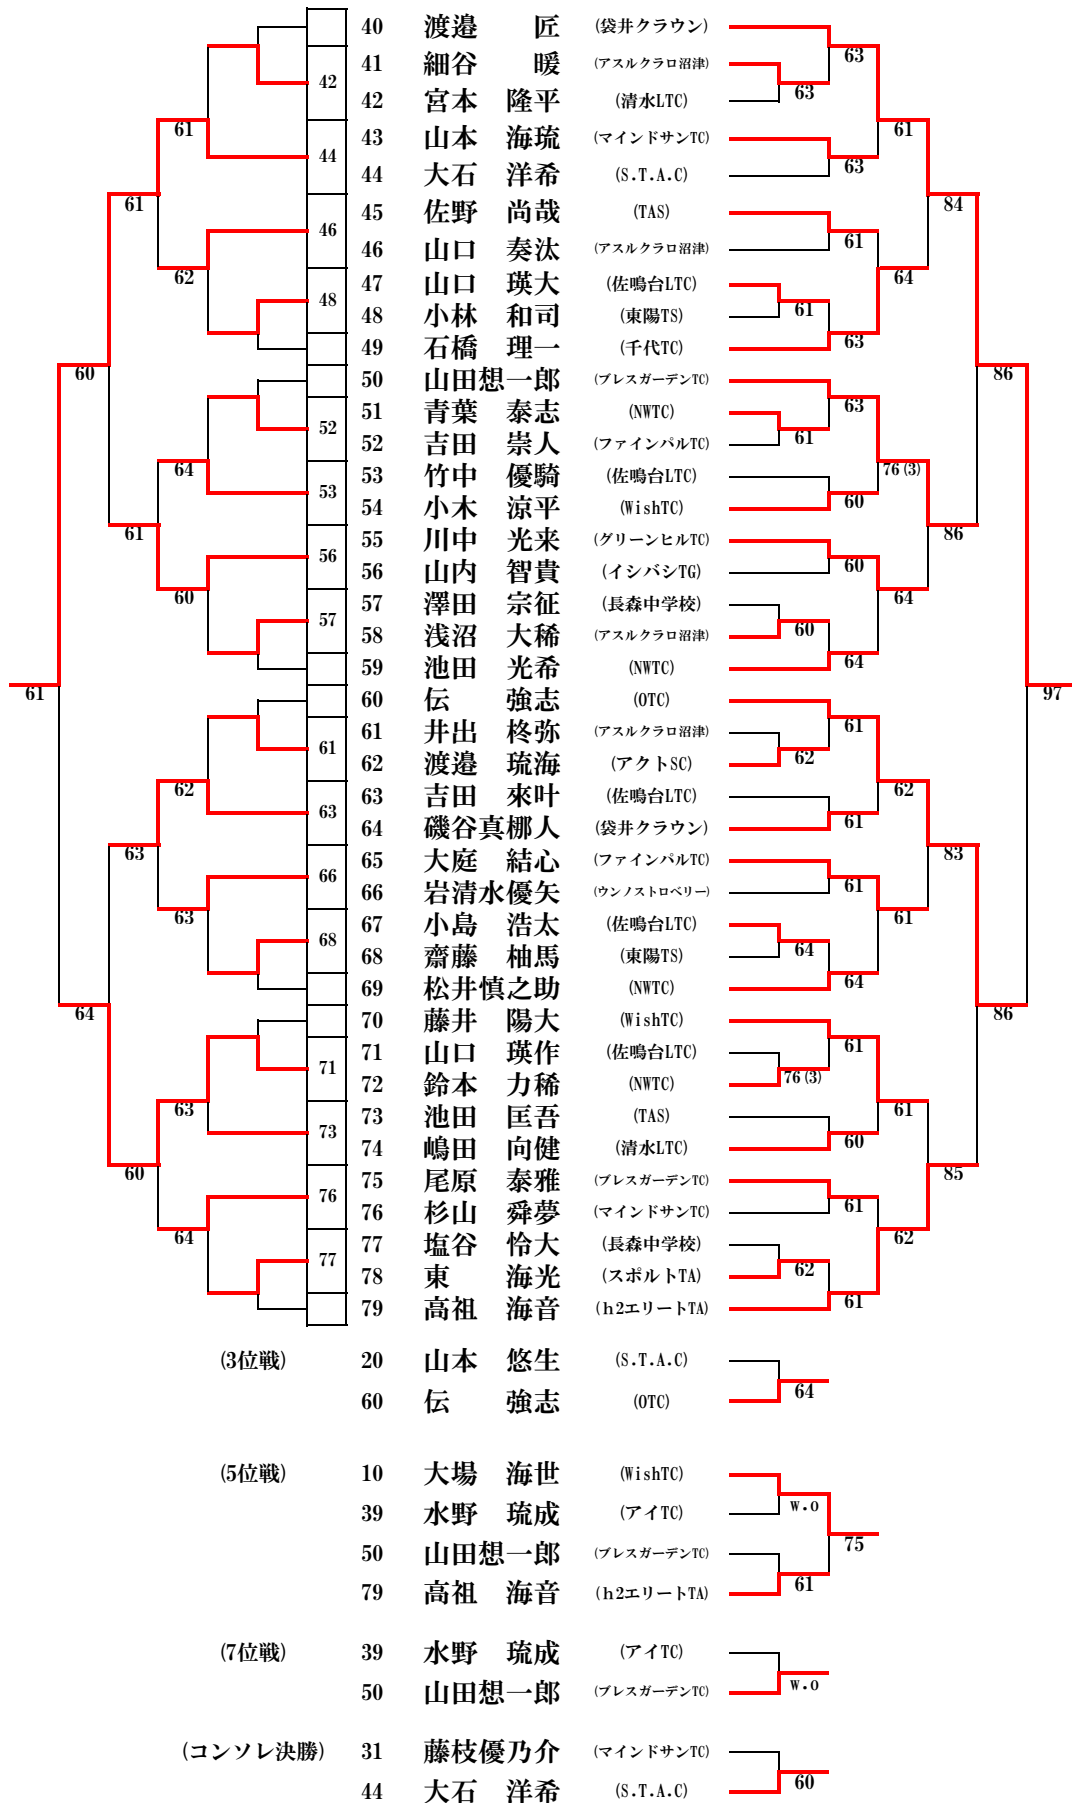 40 渡邉 匠 (袋井クラウン)
63
41 細谷 暖 (アスルクラロ沼津)
42 63
42 宮本 隆平 (清水LTC)
61 61
43 山本 海琉 (マインドサンTC)
44 63
44 大石 洋希 (S.T.A.C)
61 84
45 佐野 尚哉 (TAS)
46 61
46 山口 奏汰 (アスルクラロ沼津)
62 64
47 山口 瑛大 (佐鳴台LTC)
48 61
48 小林 和司 (東陽TS)
63
49 石橋 理一 (千代TC)
60 86
50 山田想一郎 (ブレスガーデンTC)
63
51 青葉 泰志 (NWTC)
52 61
52 吉田 崇人 (ファインパルTC)
64 76(3)
53 竹中 優騎 (佐鳴台LTC)
53 60
54 小木 涼平 (WishTC)
61 86
55 川中 光来 (グリーンヒルTC)
56 60
56 山内 智貴 (イシバシTG)
60 64
57 澤田 宗征 (長森中学校)
57 60
58 浅沼 大稀 (アスルクラロ沼津)
64
59 池田 光希 (NWTC)
61 97
60 伝 強志 (OTC)
61
61 井出 柊弥 (アスルクラロ沼津)
61 62
62 渡邉 琉海 (アクトSC)
62 62
63 吉田 來叶 (佐鳴台LTC)
63 61
64 磯谷真梛人 (袋井クラウン)
63 83
65 大庭 結心 (ファインパルTC)
66 61
66 岩清水優矢 (ウンノストロベリー)
63 61
67 小島 浩太 (佐鳴台LTC)
68 64
68 齋藤 柚馬 (東陽TS)
64
69 松井慎之助 (NWTC)
64 86
70 藤井 陽大 (WishTC)
61
71 山口 瑛作 (佐鳴台LTC)
71 76(3)
72 鈴木 力稀 (NWTC)
63 61
73 池田 匡吾 (TAS)
73 60
74 嶋田 向健 (清水LTC)
60 85
75 尾原 泰雅 (ブレスガーデンTC)
76 61
76 杉山 舜夢 (マインドサンTC)
64 62
77 塩谷 怜大 (長森中学校)
77 62
78 東 海光 (スポルトTA)
61
79 高祖 海音 (h2エリートTA)
(3位戦) 20 山本 悠生 (S.T.A.C)
64
60 伝 強志 (OTC)
(5位戦) 10 大場 海世 (WishTC)
w.o
39 水野 琉成 (アイTC)
75
50 山田想一郎 (ブレスガーデンTC)
61
79 高祖 海音 (h2エリートTA)
(7位戦) 39 水野 琉成 (アイTC)
w.o
50 山田想一郎 (ブレスガーデンTC)
(コンソレ決勝) 31 藤枝優乃介 (マインドサンTC)
60
44 大石 洋希 (S.T.A.C)